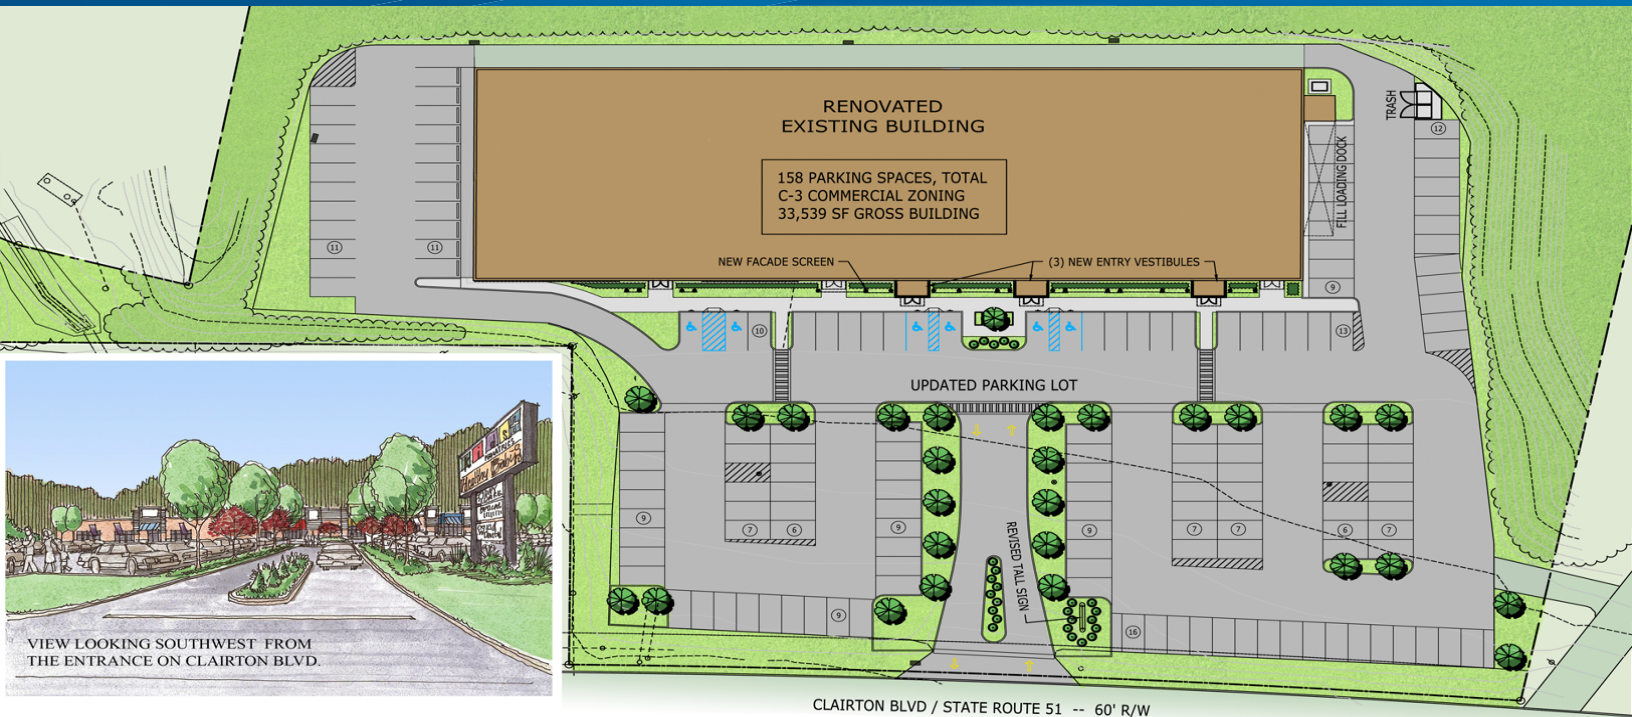 RENOVATED
EXISTING BUILDING
158 PARKING SPACES, TOTAL
C-3 COMMERCIAL ZONING
33,539 SF GROSS BUILDING
NEW FACADE SCREEN
(3) NEW ENTRY VESTIBULES
TRASH
FILL LOADING DOCK
12
11
11
9
10
13
UPDATED PARKING LOT
9
7
6
9
9
7
7
6
7
REVISED TALL SIGN
9
16
VIEW LOOKING SOUTHWEST FROM
THE ENTRANCE ON CLAIRTON BLVD.
CLAIRTON BLVD / STATE ROUTE 51 -- 60' R/W